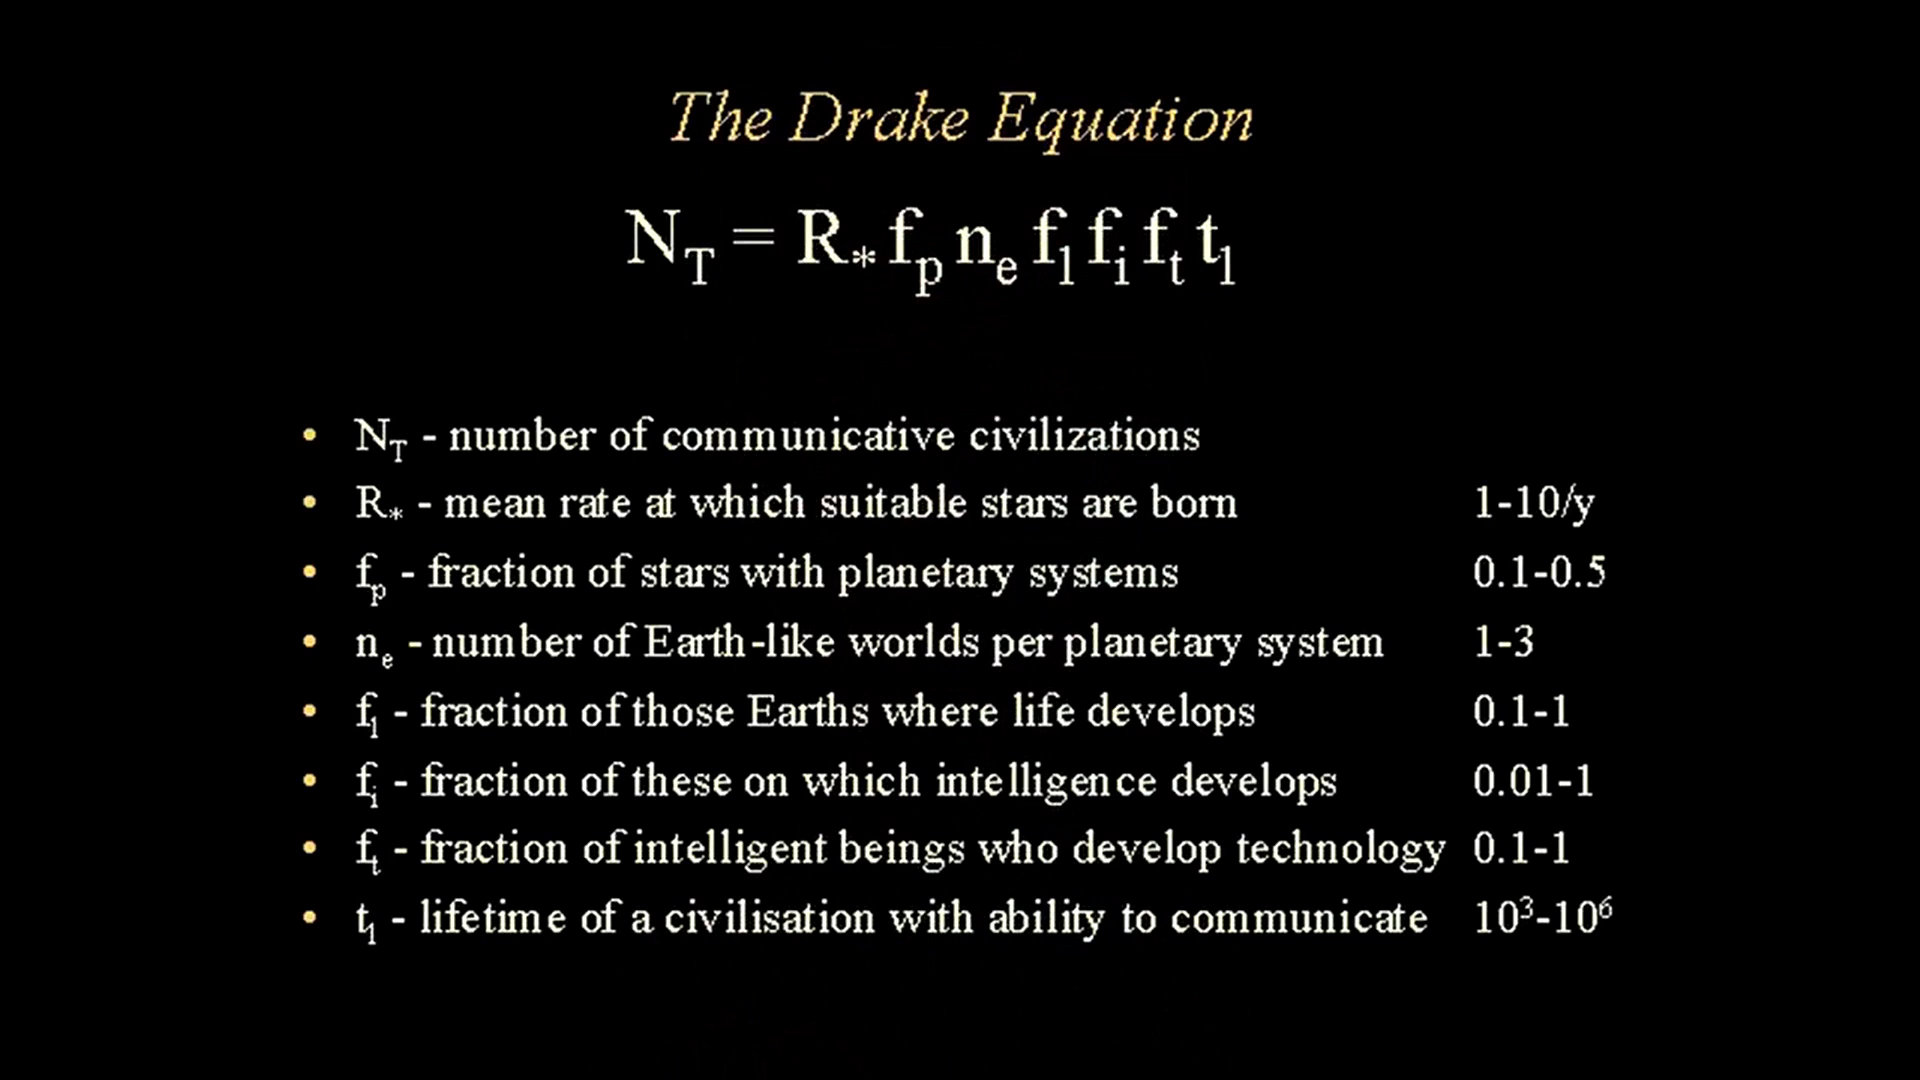 The Drake Equation
N_T = R_* f_p n_e f_l f_i f_t t_l
• N_T - number of communicative civilizations
• R_* - mean rate at which suitable stars are born 1-10/y
• f_p - fraction of stars with planetary systems 0.1-0.5
• n_e - number of Earth-like worlds per planetary system 1-3
• f_l - fraction of those Earths where life develops 0.1-1
• f_i - fraction of these on which intelligence develops 0.01-1
• f_t - fraction of intelligent beings who develop technology 0.1-1
• t_l - lifetime of a civilisation with ability to communicate 10³-10⁶